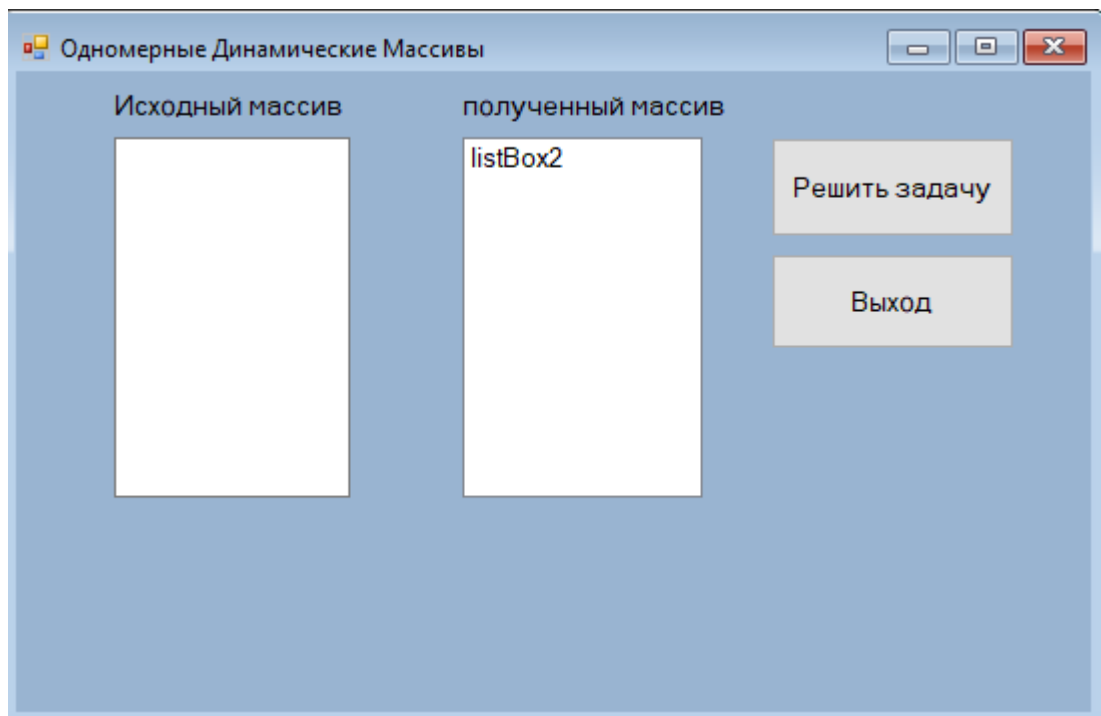 Одномерные Динамические Массивы
Исходный массив
полученный массив
listBox2
Решить задачу
Выход